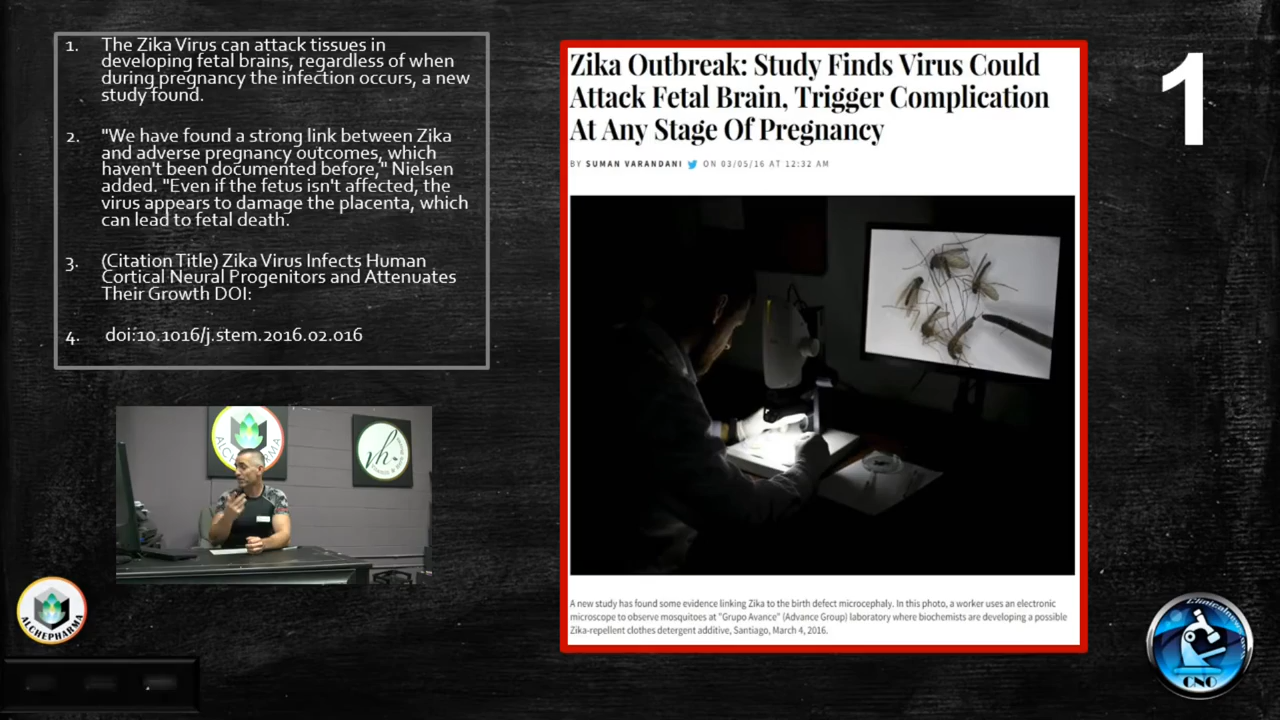 1. The Zika Virus can attack tissues in
developing fetal brains, regardless of when
during pregnancy the infection occurs, a new
study found.
2. "We have found a strong link between Zika
and adverse pregnancy outcomes, which
haven't been documented before," Nielsen
added. "Even if the fetus isn't affected, the
virus appears to damage the placenta, which
can lead to fetal death.
3. (Citation Title) Zika Virus Infects Human
Cortical Neural Progenitors and Attenuates
Their Growth DOI:
4. doi:10.1016/j.stem.2016.02.016
Zika Outbreak: Study Finds Virus Could
Attack Fetal Brain, Trigger Complication
At Any Stage Of Pregnancy
BY SUMAN VARANDANI ON 03/05/16 AT 12:32 AM
A new study has found some evidence linking Zika to the birth defect microcephaly. In this photo, a worker uses an electronic
microscope to observe mosquitoes at "Grupo Avance" (Advance Group) laboratory where biochemists are developing a possible
Zika-repellent clothes detergent additive, Santiago, March 4, 2016.
1
ALCHEPHARMA
vh.
ALCHEPHARMA
CNO